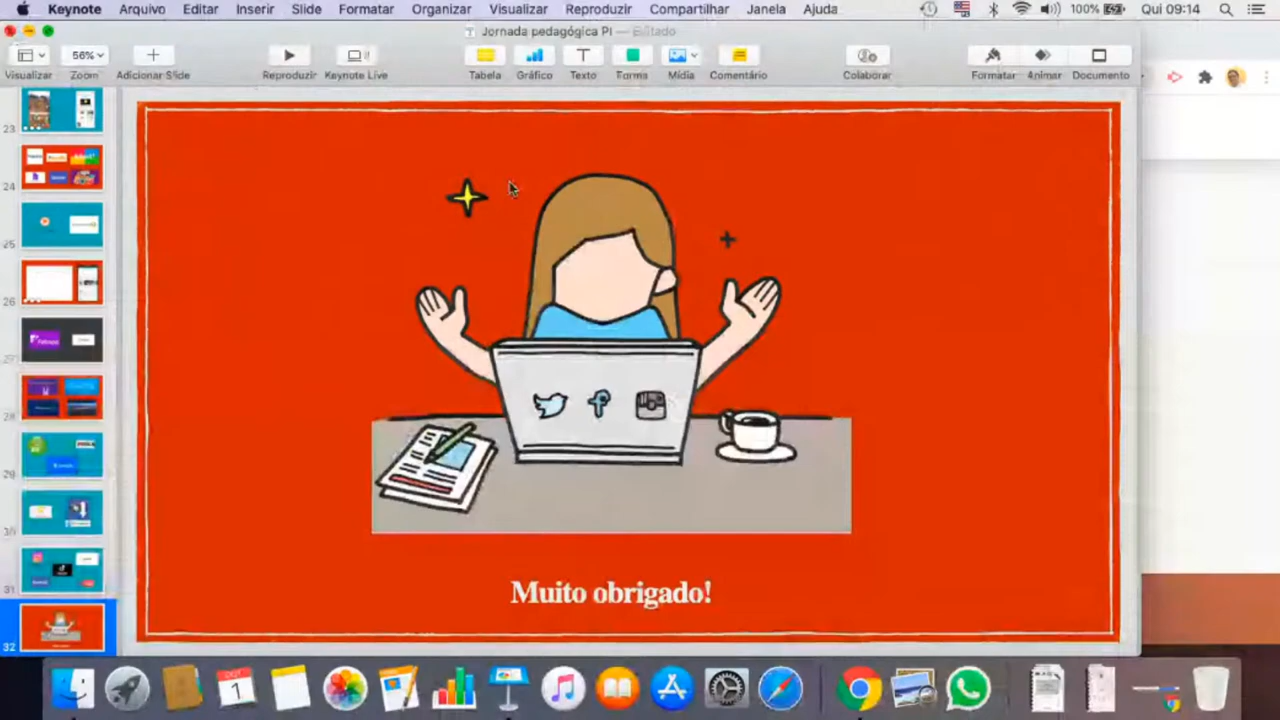 Keynote Arquivo Editar Inserir Slide Formatar Organizar Visualizar Reproduzir Compartilhar Janela Ajuda 100% Qui 09:14
Jornada pedagógica PI — Editado
56%
Visualizar Zoom Adicionar Slide Reproduzir Keynote Live Tabela Gráfico Texto Forma Mídia Comentário Colaborar Formatar Animar Documento
23
24
25
26
27
28
31
32
Muito obrigado!
OUT
1